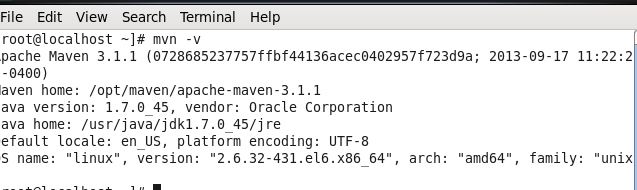 File Edit View Search Terminal Help
root@localhost ~]# mvn -v
pache Maven 3.1.1 (0728685237757ffbf44136acec0402957f723d9a; 2013-09-17 11:22:2
-0400)
aven home: /opt/maven/apache-maven-3.1.1
ava version: 1.7.0_45, vendor: Oracle Corporation
ava home: /usr/java/jdk1.7.0_45/jre
efault locale: en_US, platform encoding: UTF-8
S name: "linux", version: "2.6.32-431.el6.x86_64", arch: "amd64", family: "unix
root@localhost ~]#